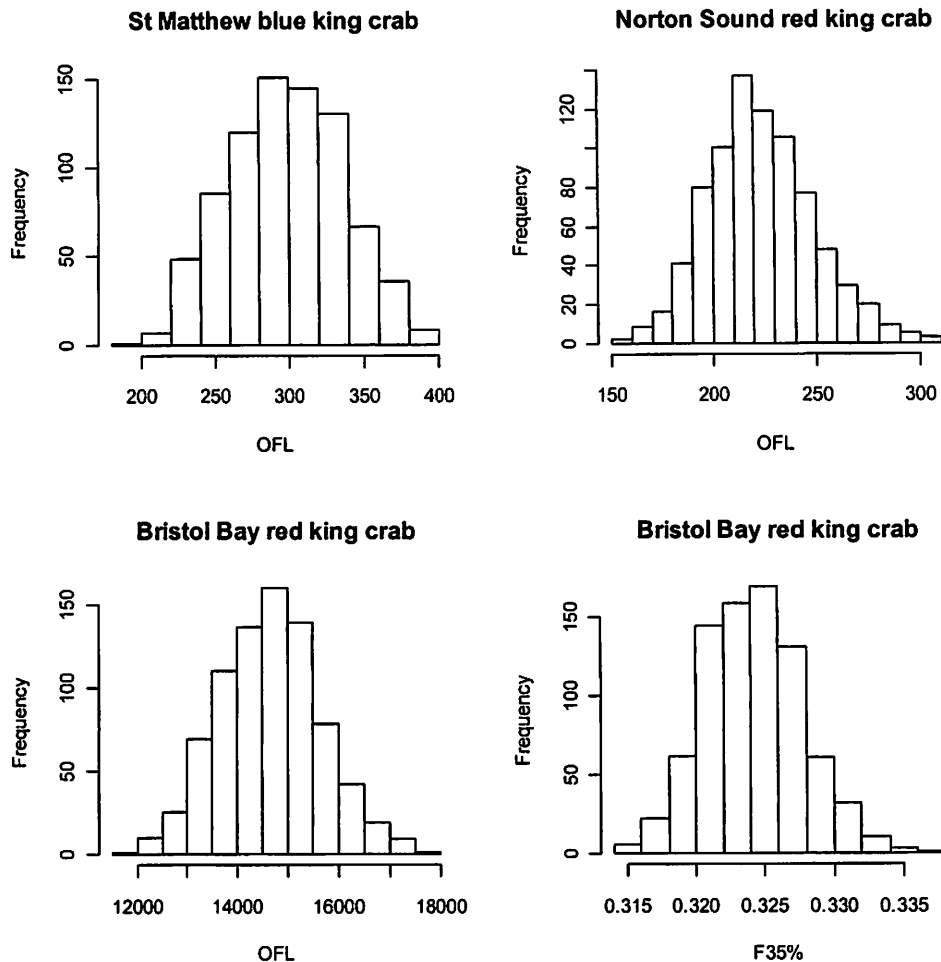 St Matthew blue king crab
Frequency
0 50 100 150
200 250 300 350 400
OFL
Norton Sound red king crab
Frequency
0 20 40 60 80 120
150 200 250 300
OFL
Bristol Bay red king crab
Frequency
0 50 100 150
12000 14000 16000 18000
OFL
Bristol Bay red king crab
Frequency
0 50 100 150
0.315 0.320 0.325 0.330 0.335
F35%